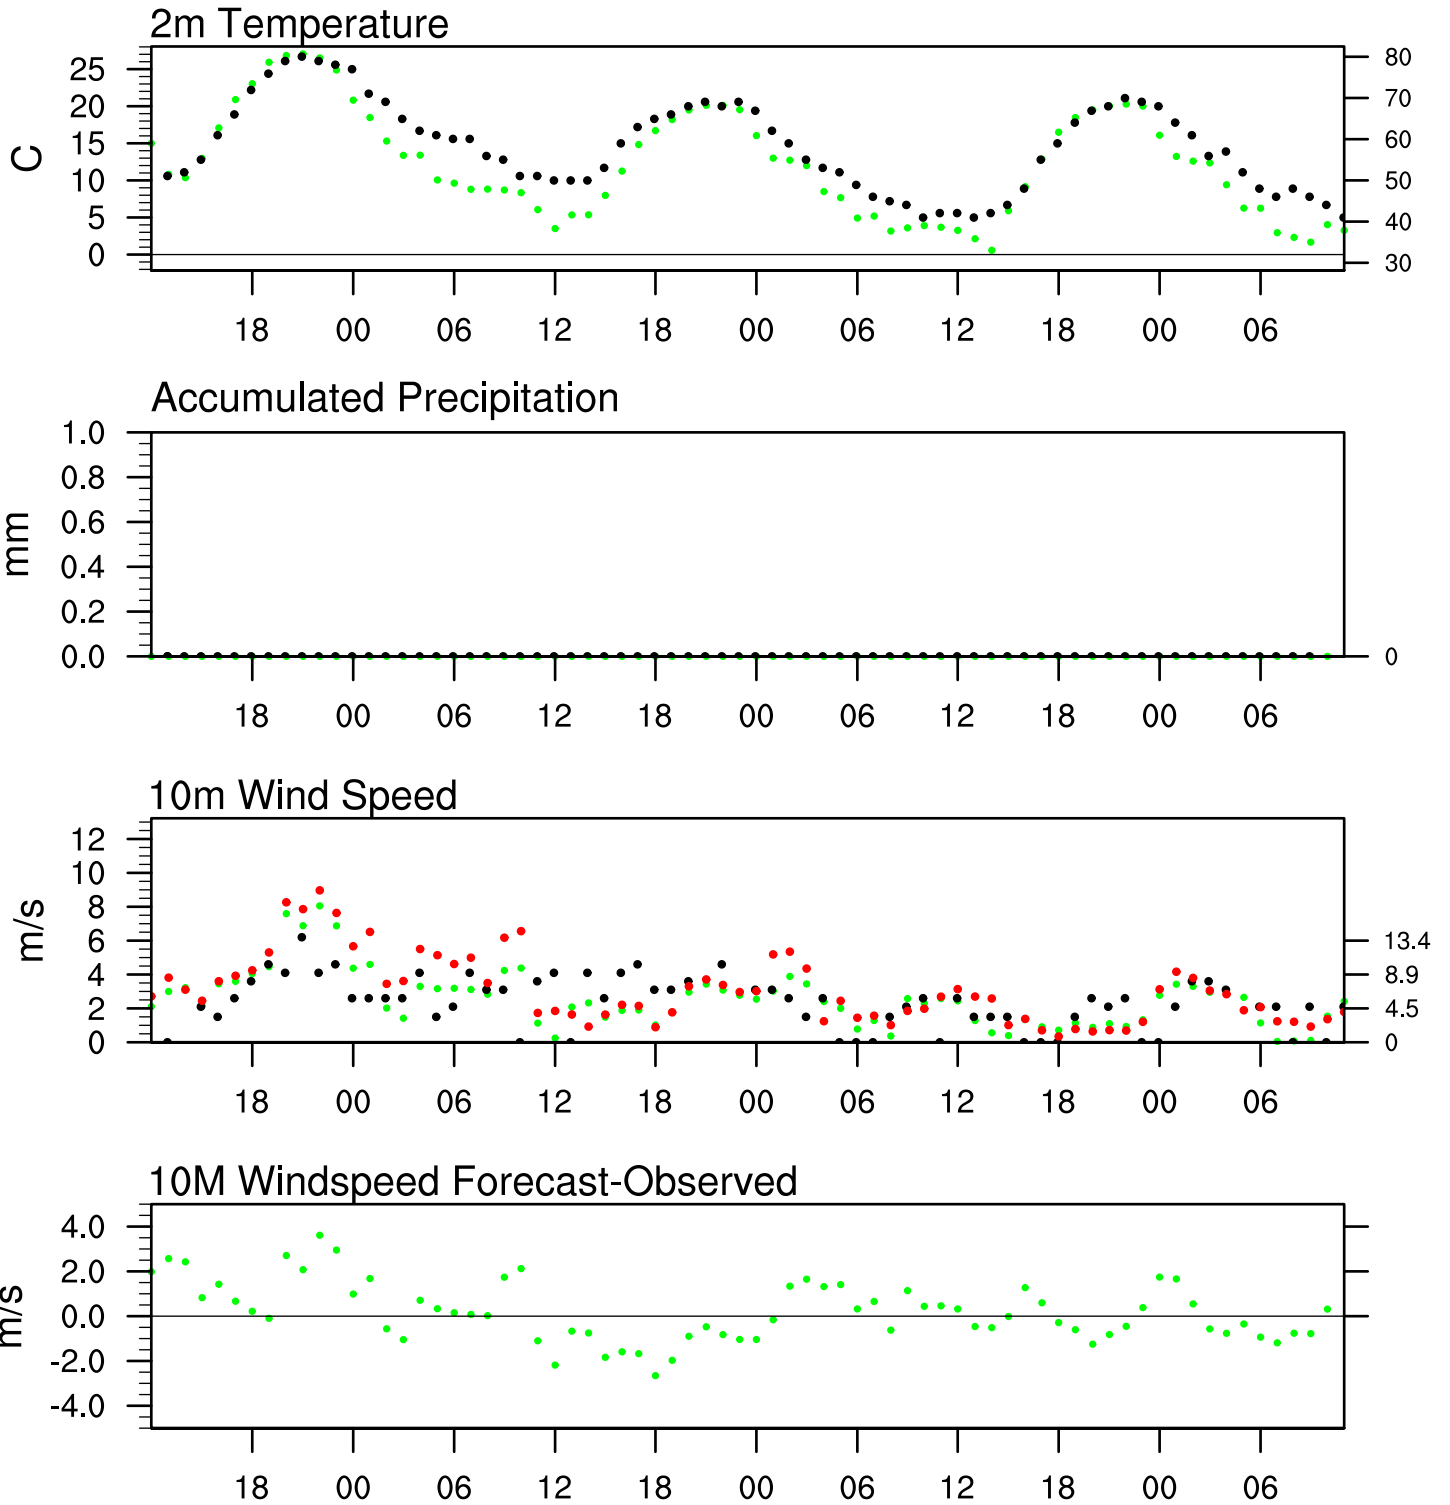 2m Temperature
25 80
20 70
15 60
10 50
5 40
0 30
C
18 00 06 12 18 00 06 12 18 00 06
Accumulated Precipitation
1.0
0.8
0.6
0.4
0.2
0.0 0
mm
18 00 06 12 18 00 06 12 18 00 06
10m Wind Speed
12
10
8
6 13.4
4 8.9
2 4.5
0 0
m/s
18 00 06 12 18 00 06 12 18 00 06
10M Windspeed Forecast-Observed
4.0
2.0
0.0
-2.0
-4.0
m/s
18 00 06 12 18 00 06 12 18 00 06